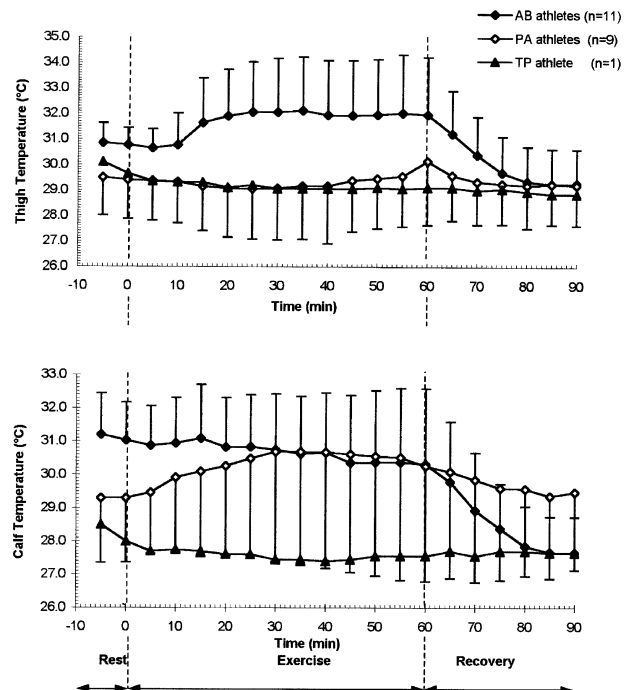 AB athletes (n=11)
PA athletes (n=9)
TP athlete (n=1)
35.0
34.0
33.0
32.0
31.0
30.0
29.0
28.0
27.0
26.0
Thigh Temperature (°C)
-10 0 10 20 30 40 50 60 70 80 90
Time (min)
33.0
32.0
31.0
30.0
29.0
28.0
27.0
26.0
Calf Temperature (°C)
-10 0 10 20 30 40 50 60 70 80 90
Time (min)
Rest Exercise Recovery